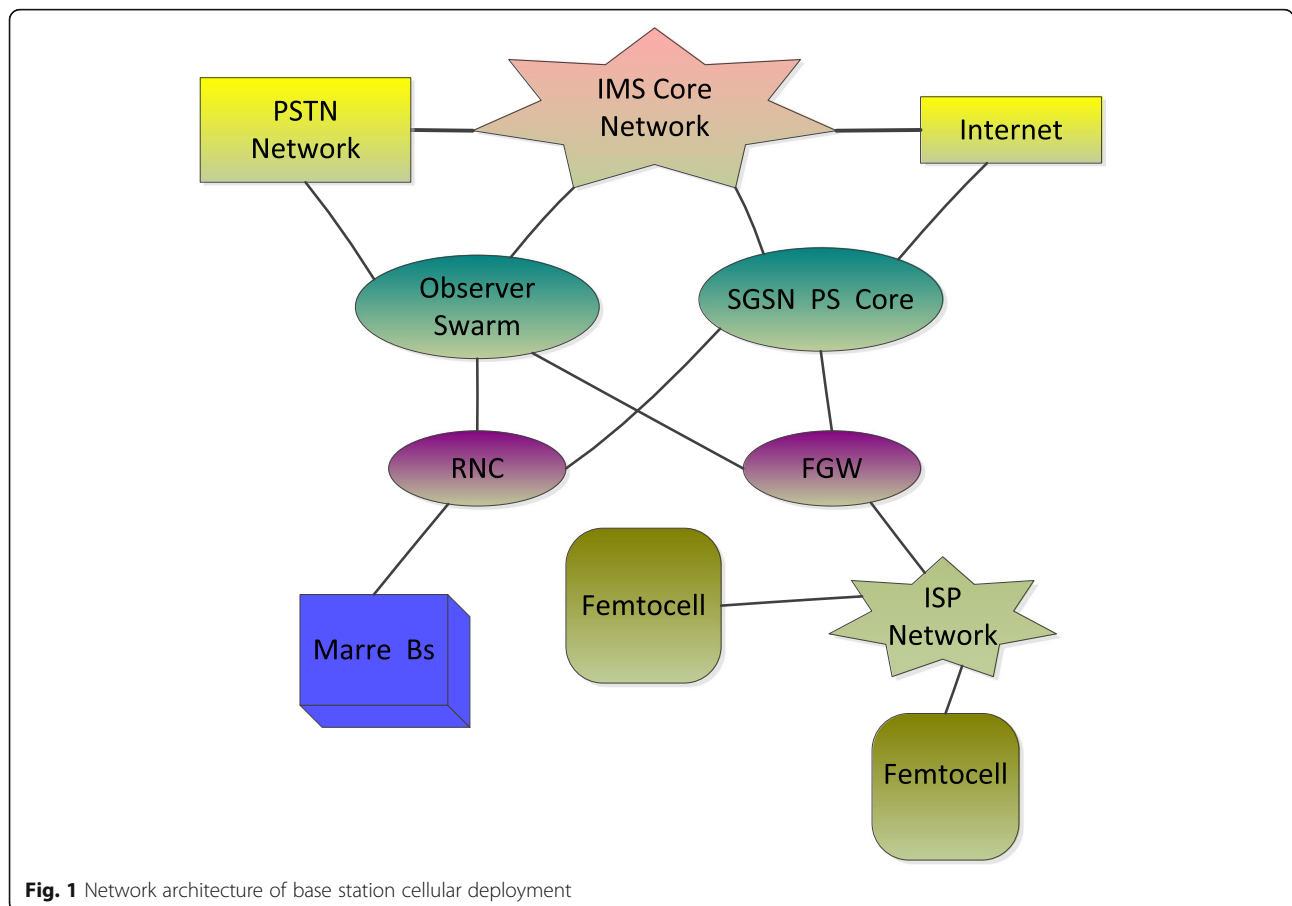 PSTN
Network
IMS Core
Network
Internet
Observer
Swarm
SGSN PS Core
RNC
FGW
Femtocell
ISP
Network
Marre Bs
Femtocell
Fig. 1 Network architecture of base station cellular deployment